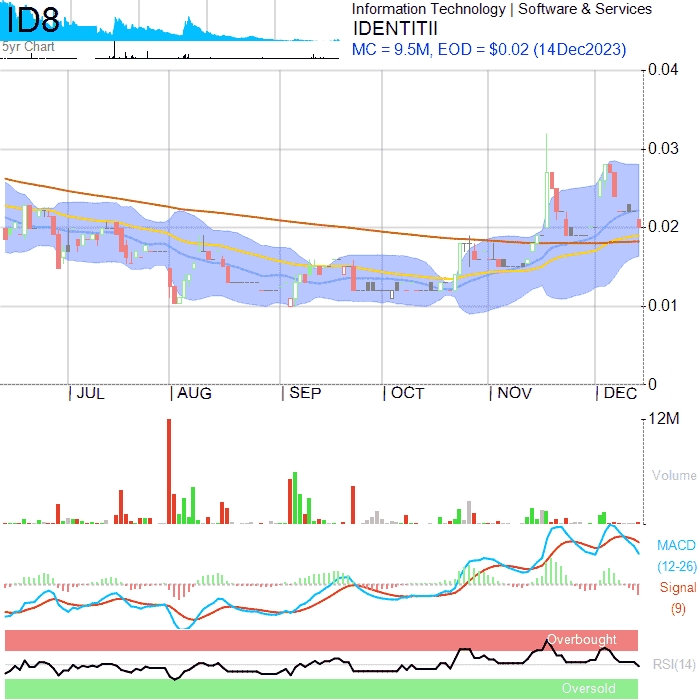 ID8
5yr Chart
Information Technology | Software & Services
IDENTITII
MC = 9.5M, EOD = $0.02 (14Dec2023)
0.04
0.03
0.02
0.01
0
| JUL | AUG | SEP | OCT | NOV | DEC
12M
Volume
MACD
(12-26)
Signal
(9)
Overbought
RSI(14)
Oversold